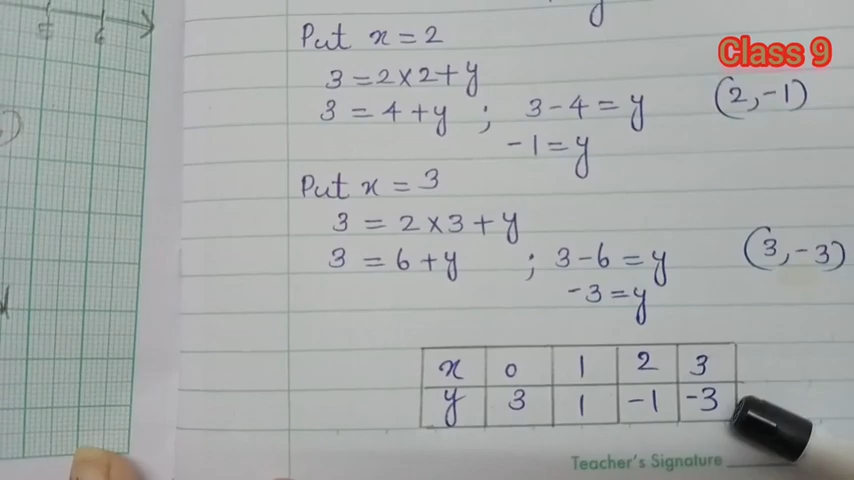 y
Put x = 2
Class 9
3 = 2×2+y
3 = 4+y ; 3-4 = y (2,-1)
-1 = y
Put x = 3
3 = 2×3+y
3 = 6+y ; 3-6 = y (3,-3)
-3 = y
x 0 1 2 3
y 3 1 -1 -3
Teacher's Signature